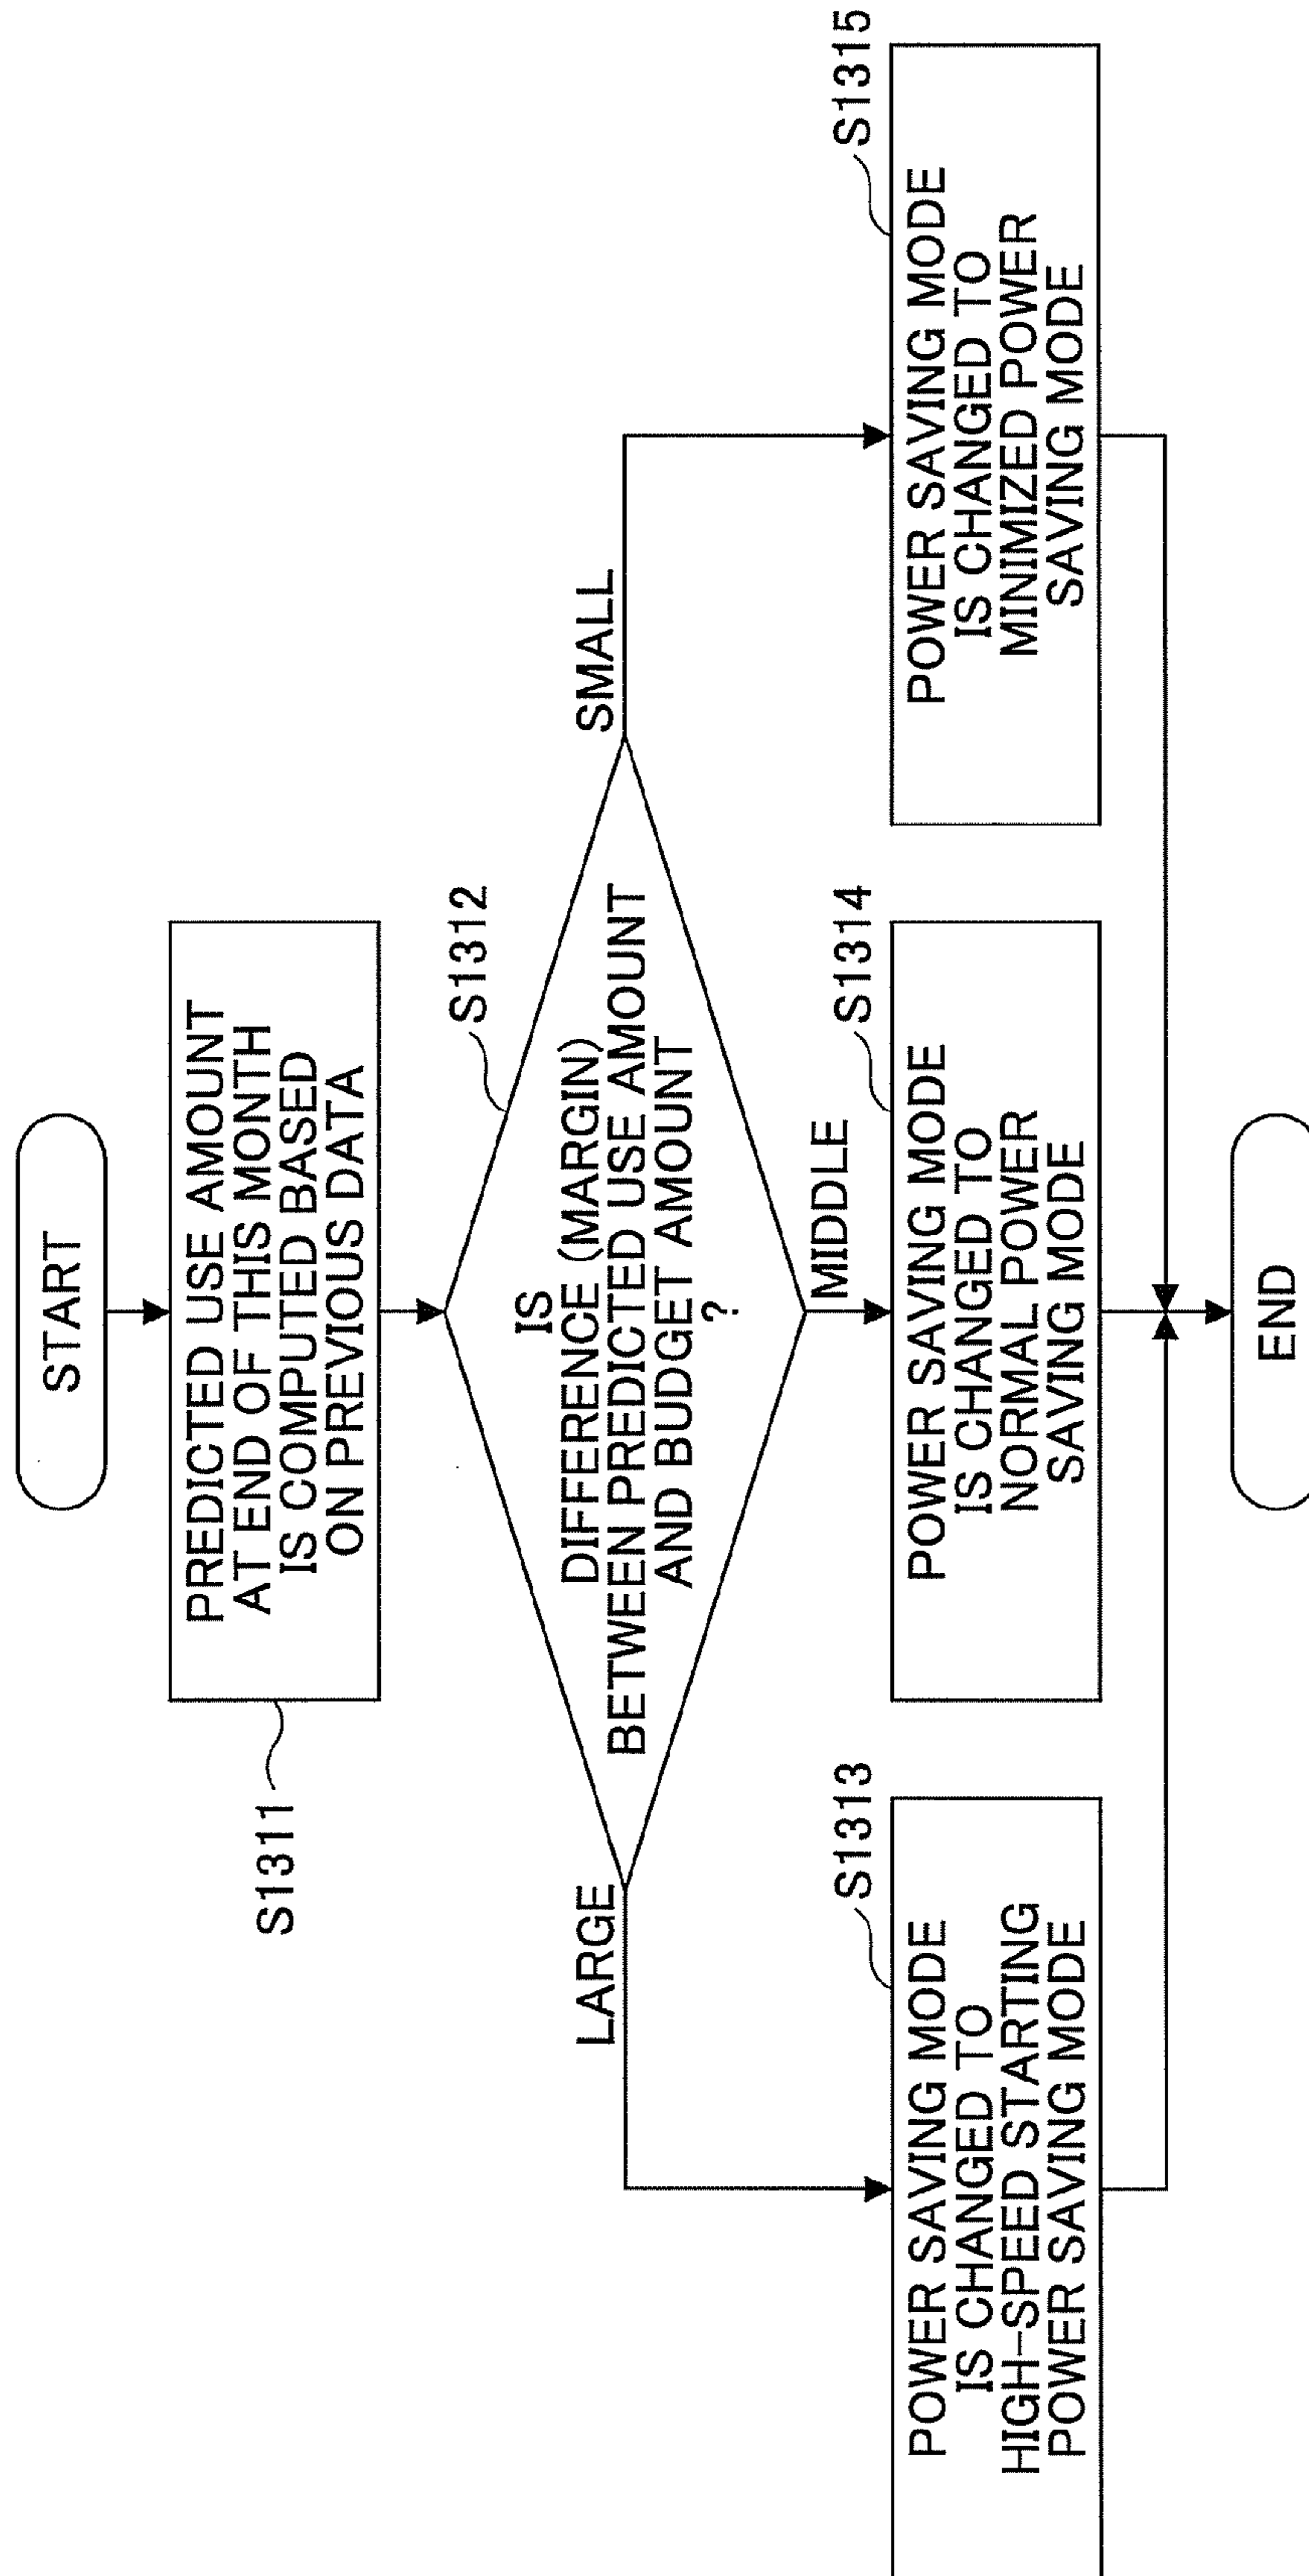 START
PREDICTED USE AMOUNT
AT END OF THIS MONTH
IS COMPUTED BASED
ON PREVIOUS DATA
S1311
S1312
IS
DIFFERENCE (MARGIN)
BETWEEN PREDICTED USE AMOUNT
AND BUDGET AMOUNT
?
LARGE
MIDDLE
SMALL
S1313
POWER SAVING MODE
IS CHANGED TO
HIGH-SPEED STARTING
POWER SAVING MODE
S1314
POWER SAVING MODE
IS CHANGED TO
NORMAL POWER
SAVING MODE
S1315
POWER SAVING MODE
IS CHANGED TO
MINIMIZED POWER
SAVING MODE
END